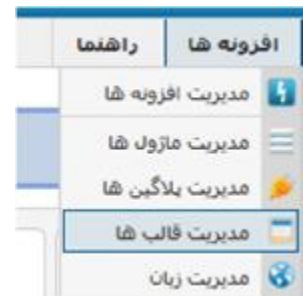 افزونه ها
راهنما
مدیریت افزونه ها
مدیریت ماژول ها
مدیریت پلاگین ها
مدیریت قالب ها
مدیریت زبان